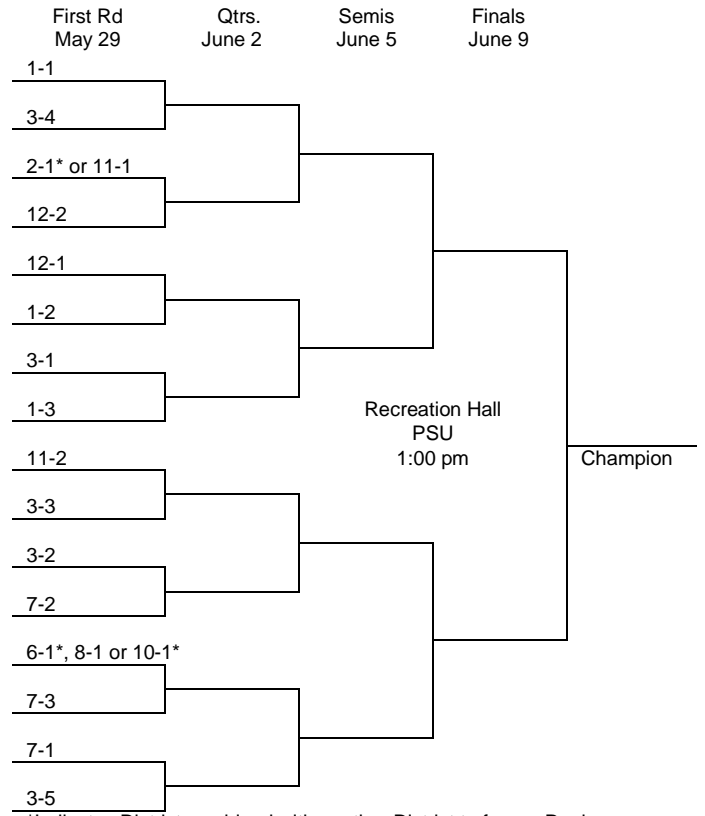 First Rd Qtrs. Semis Finals
May 29 June 2 June 5 June 9
1-1
3-4
2-1* or 11-1
12-2
12-1
1-2
3-1
1-3
Recreation Hall
PSU
1:00 pm
Champion
11-2
3-3
3-2
7-2
6-1*, 8-1 or 10-1*
7-3
7-1
3-5